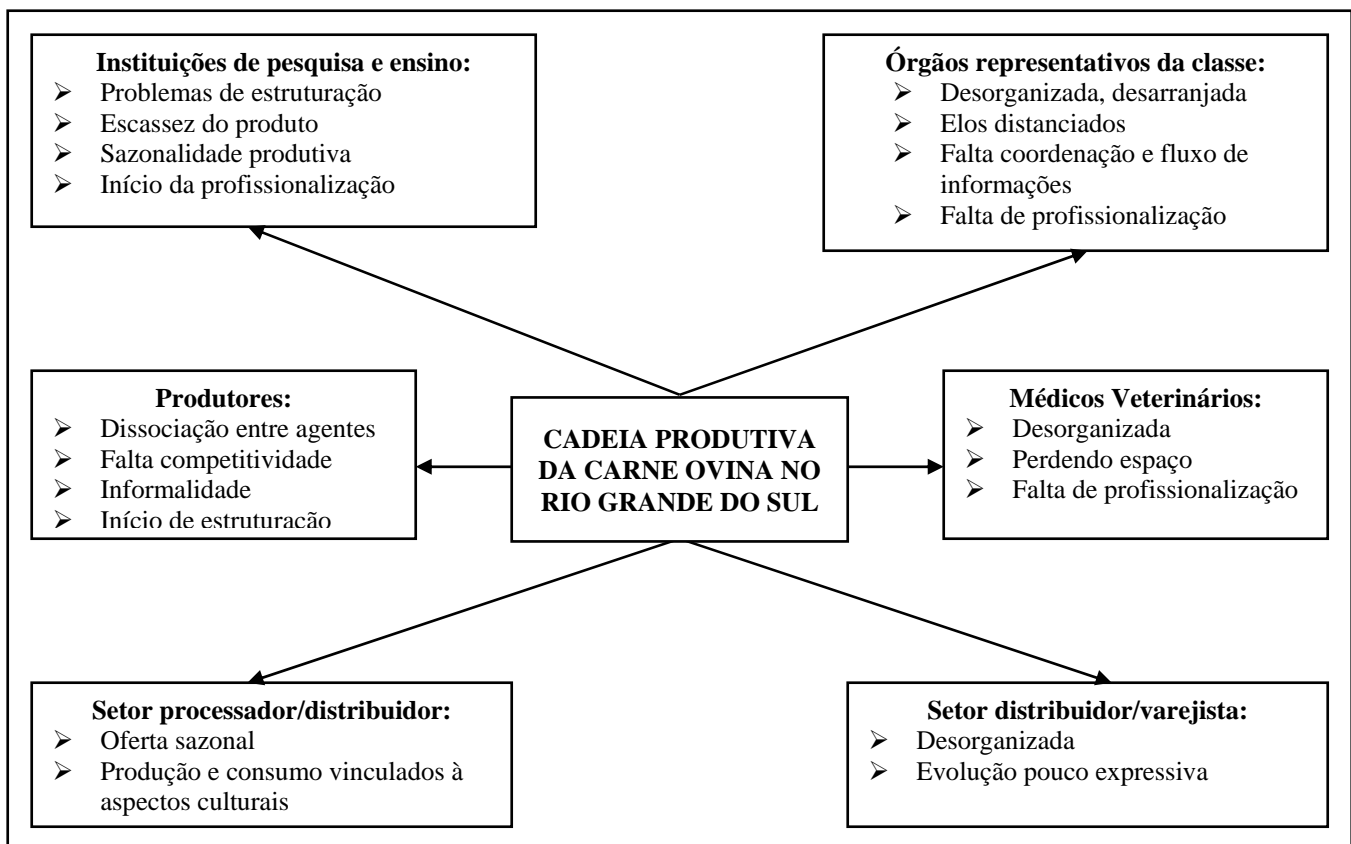 Instituições de pesquisa e ensino:
➢ Problemas de estruturação
➢ Escassez do produto
➢ Sazonalidade produtiva
➢ Início da profissionalização
Órgãos representativos da classe:
➢ Desorganizada, desarranjada
➢ Elos distanciados
➢ Falta coordenação e fluxo de
informações
➢ Falta de profissionalização
Produtores:
➢ Dissociação entre agentes
➢ Falta competitividade
➢ Informalidade
➢ Início de estruturação
CADEIA PRODUTIVA
DA CARNE OVINA NO
RIO GRANDE DO SUL
Médicos Veterinários:
➢ Desorganizada
➢ Perdendo espaço
➢ Falta de profissionalização
Setor processador/distribuidor:
➢ Oferta sazonal
➢ Produção e consumo vinculados à
aspectos culturais
Setor distribuidor/varejista:
➢ Desorganizada
➢ Evolução pouco expressiva